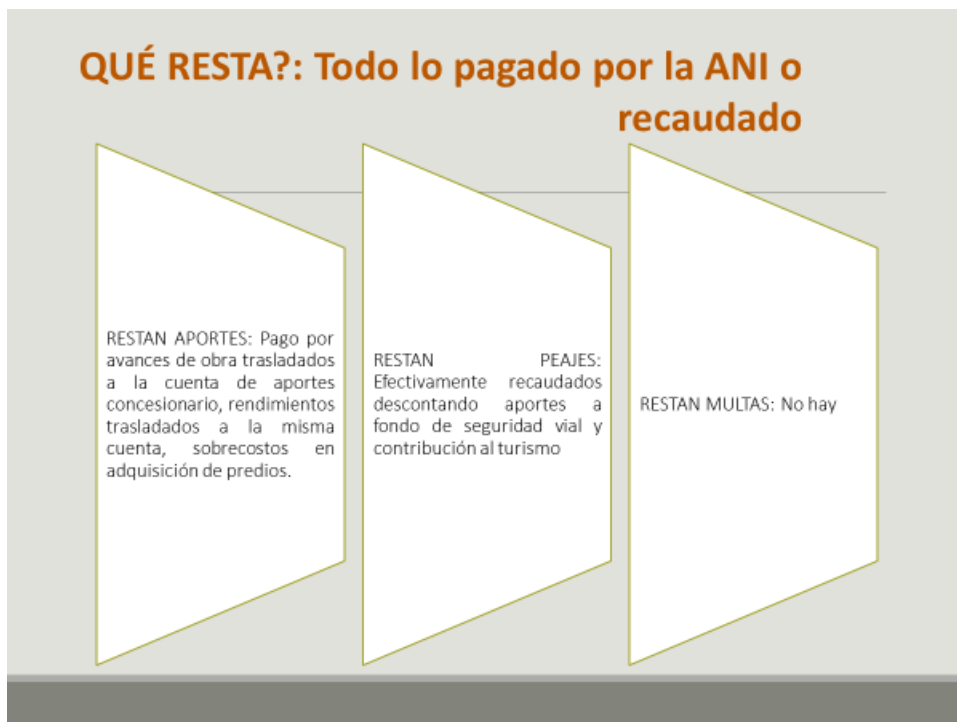 QUÉ RESTA?: Todo lo pagado por la ANI o
recaudado
RESTAN APORTES: Pago por
avances de obra trasladados
a la cuenta de aportes
concesionario, rendimientos
trasladados a la misma
cuenta, sobrecostos en
adquisición de predios.
RESTAN PEAJES:
Efectivamente recaudados
descontando aportes a
fondo de seguridad vial y
contribución al turismo
RESTAN MULTAS: No hay